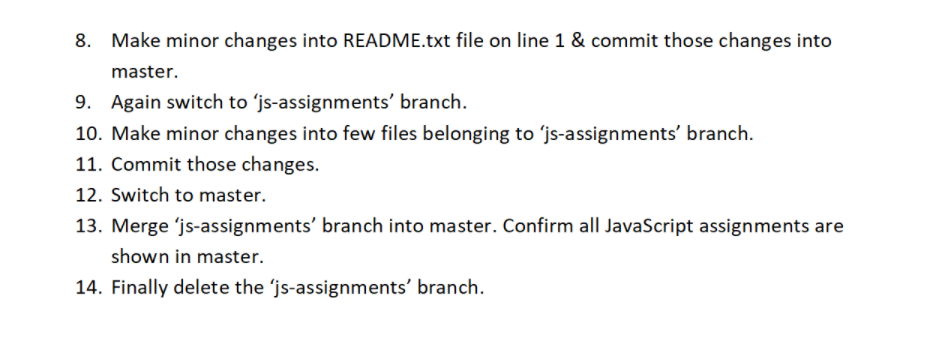 8. Make minor changes into README.txt file on line 1 & commit those changes into
master.
9. Again switch to ‘js-assignments’ branch.
10. Make minor changes into few files belonging to ‘js-assignments’ branch.
11. Commit those changes.
12. Switch to master.
13. Merge ‘js-assignments’ branch into master. Confirm all JavaScript assignments are
shown in master.
14. Finally delete the ‘js-assignments’ branch.